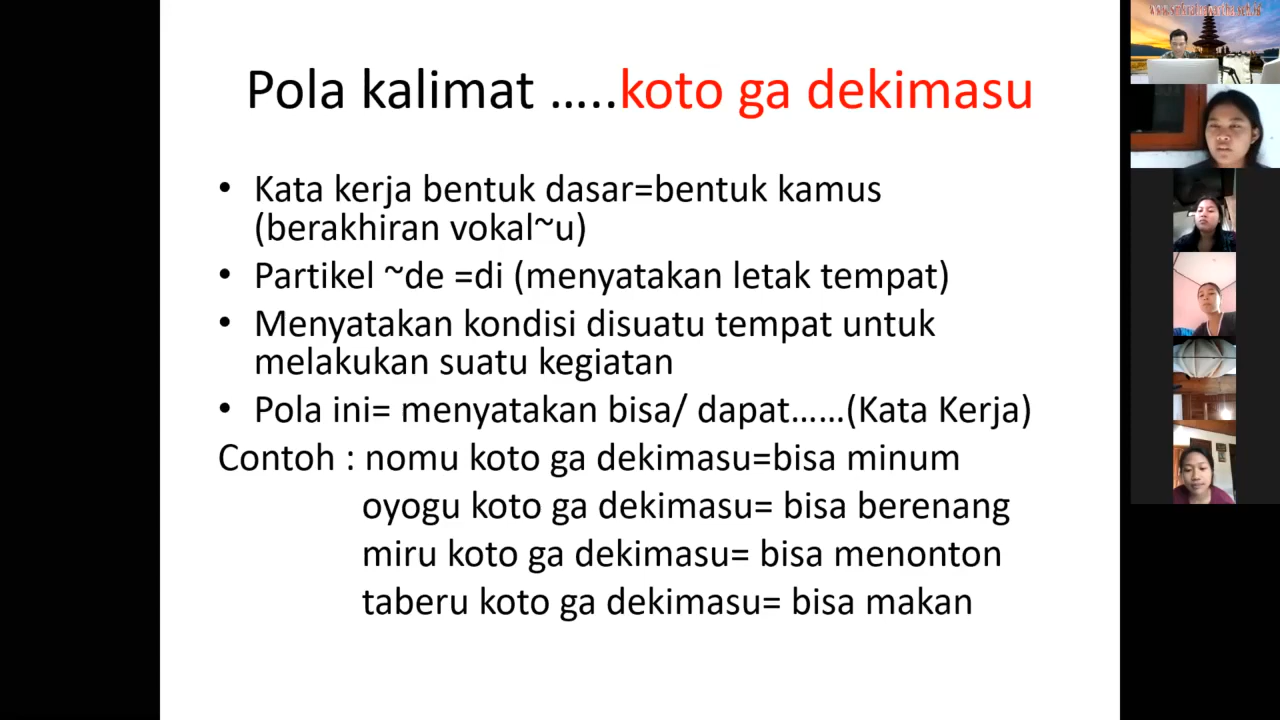 Pola kalimat …..koto ga dekimasu
• Kata kerja bentuk dasar=bentuk kamus
(berakhiran vokal~u)
• Partikel ~de =di (menyatakan letak tempat)
• Menyatakan kondisi disuatu tempat untuk
melakukan suatu kegiatan
• Pola ini= menyatakan bisa/ dapat……(Kata Kerja)
Contoh : nomu koto ga dekimasu=bisa minum
oyogu koto ga dekimasu= bisa berenang
miru koto ga dekimasu= bisa menonton
taberu koto ga dekimasu= bisa makan